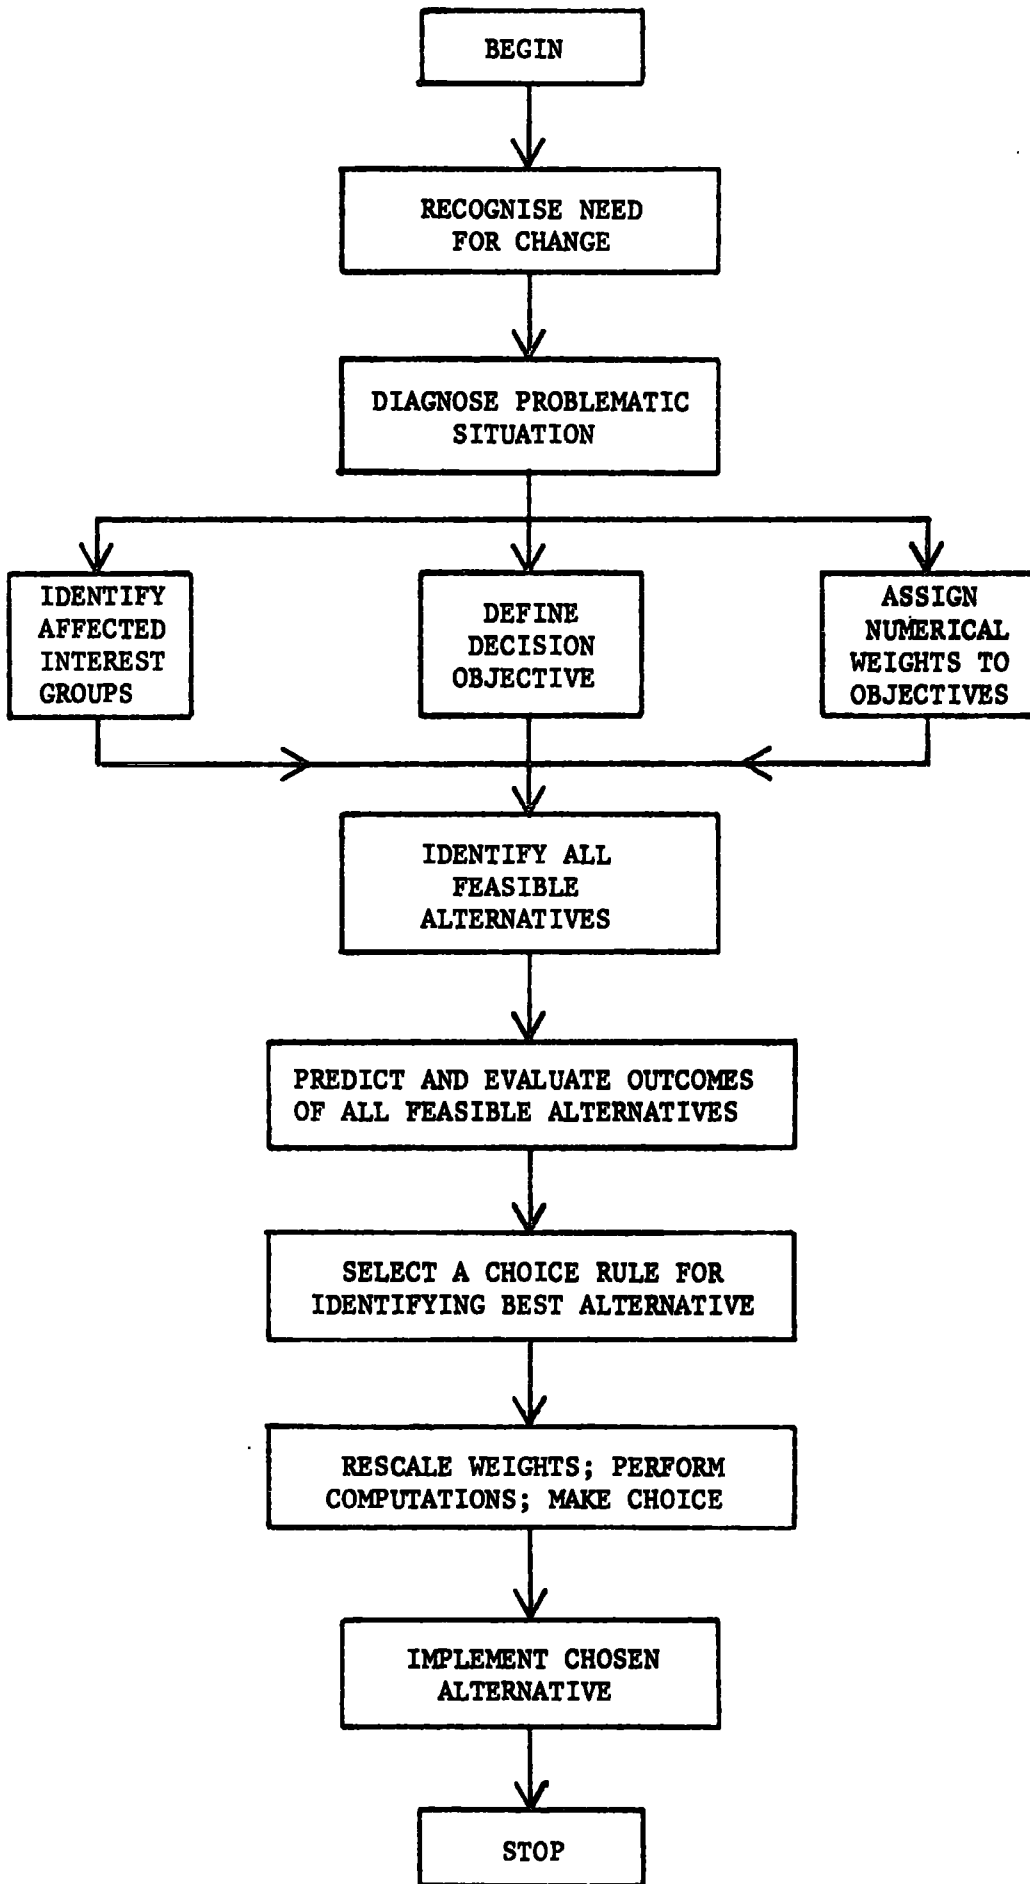 BEGIN
RECOGNISE NEED
FOR CHANGE
DIAGNOSE PROBLEMATIC
SITUATION
IDENTIFY
AFFECTED
INTEREST
GROUPS
DEFINE
DECISION
OBJECTIVE
ASSIGN
NUMERICAL
WEIGHTS TO
OBJECTIVES
IDENTIFY ALL
FEASIBLE
ALTERNATIVES
PREDICT AND EVALUATE OUTCOMES
OF ALL FEASIBLE ALTERNATIVES
SELECT A CHOICE RULE FOR
IDENTIFYING BEST ALTERNATIVE
RESCALE WEIGHTS; PERFORM
COMPUTATIONS; MAKE CHOICE
IMPLEMENT CHOSEN
ALTERNATIVE
STOP